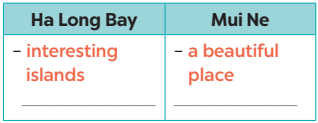 Ha Long Bay
Mui Ne
– interesting
islands
– a beautiful
place